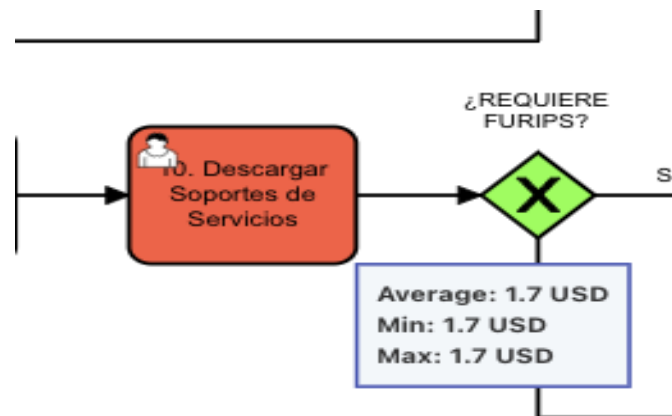 ¿REQUIERE
FURIPS?
10. Descargar
Soportes de
Servicios
S
Average: 1.7 USD
Min: 1.7 USD
Max: 1.7 USD